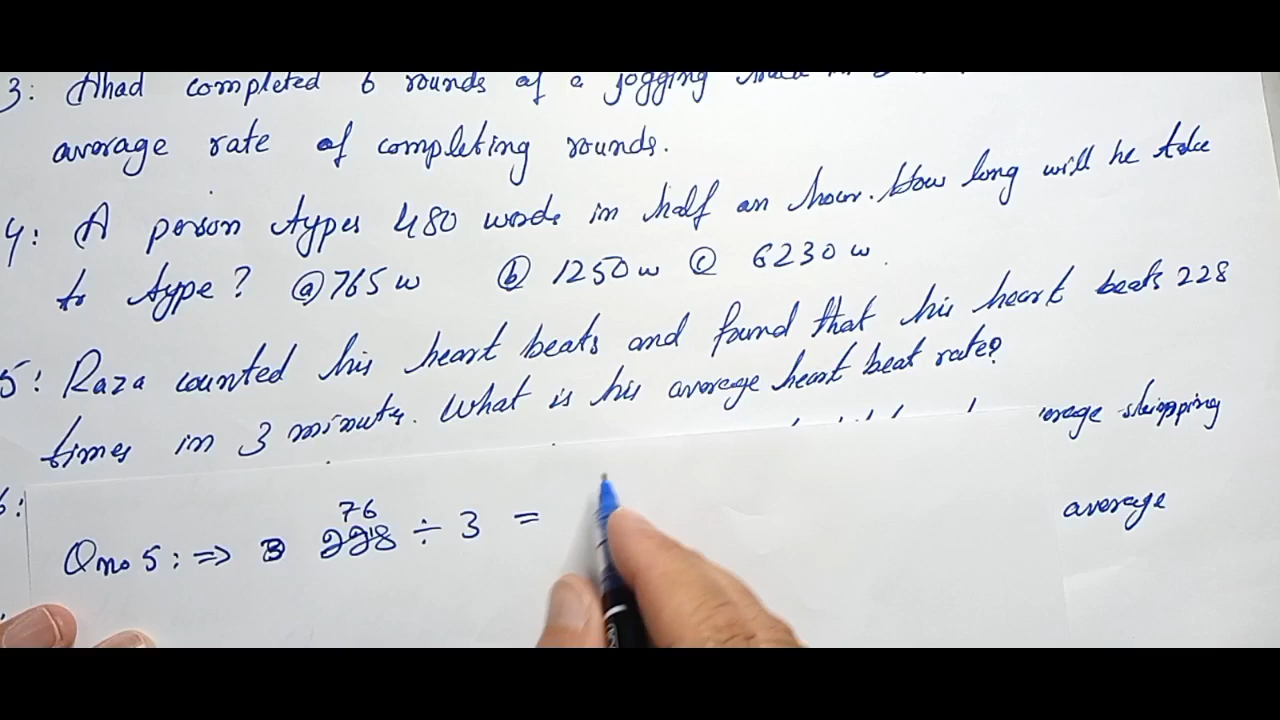 3: Ahad completed 6 rounds of a jogging
average rate of completing rounds.
4: A person types 480 words in half an hour. How long will he take
to type? ⓐ 765 w ⓑ 1250 w ⓒ 6230 w.
5: Raza counted his heart beats and found that his heart beats 228
times in 3 minutes. What is his average heart beat rate?
erage skipping
6:
average
76
Qno 5: => 228 ÷ 3 =